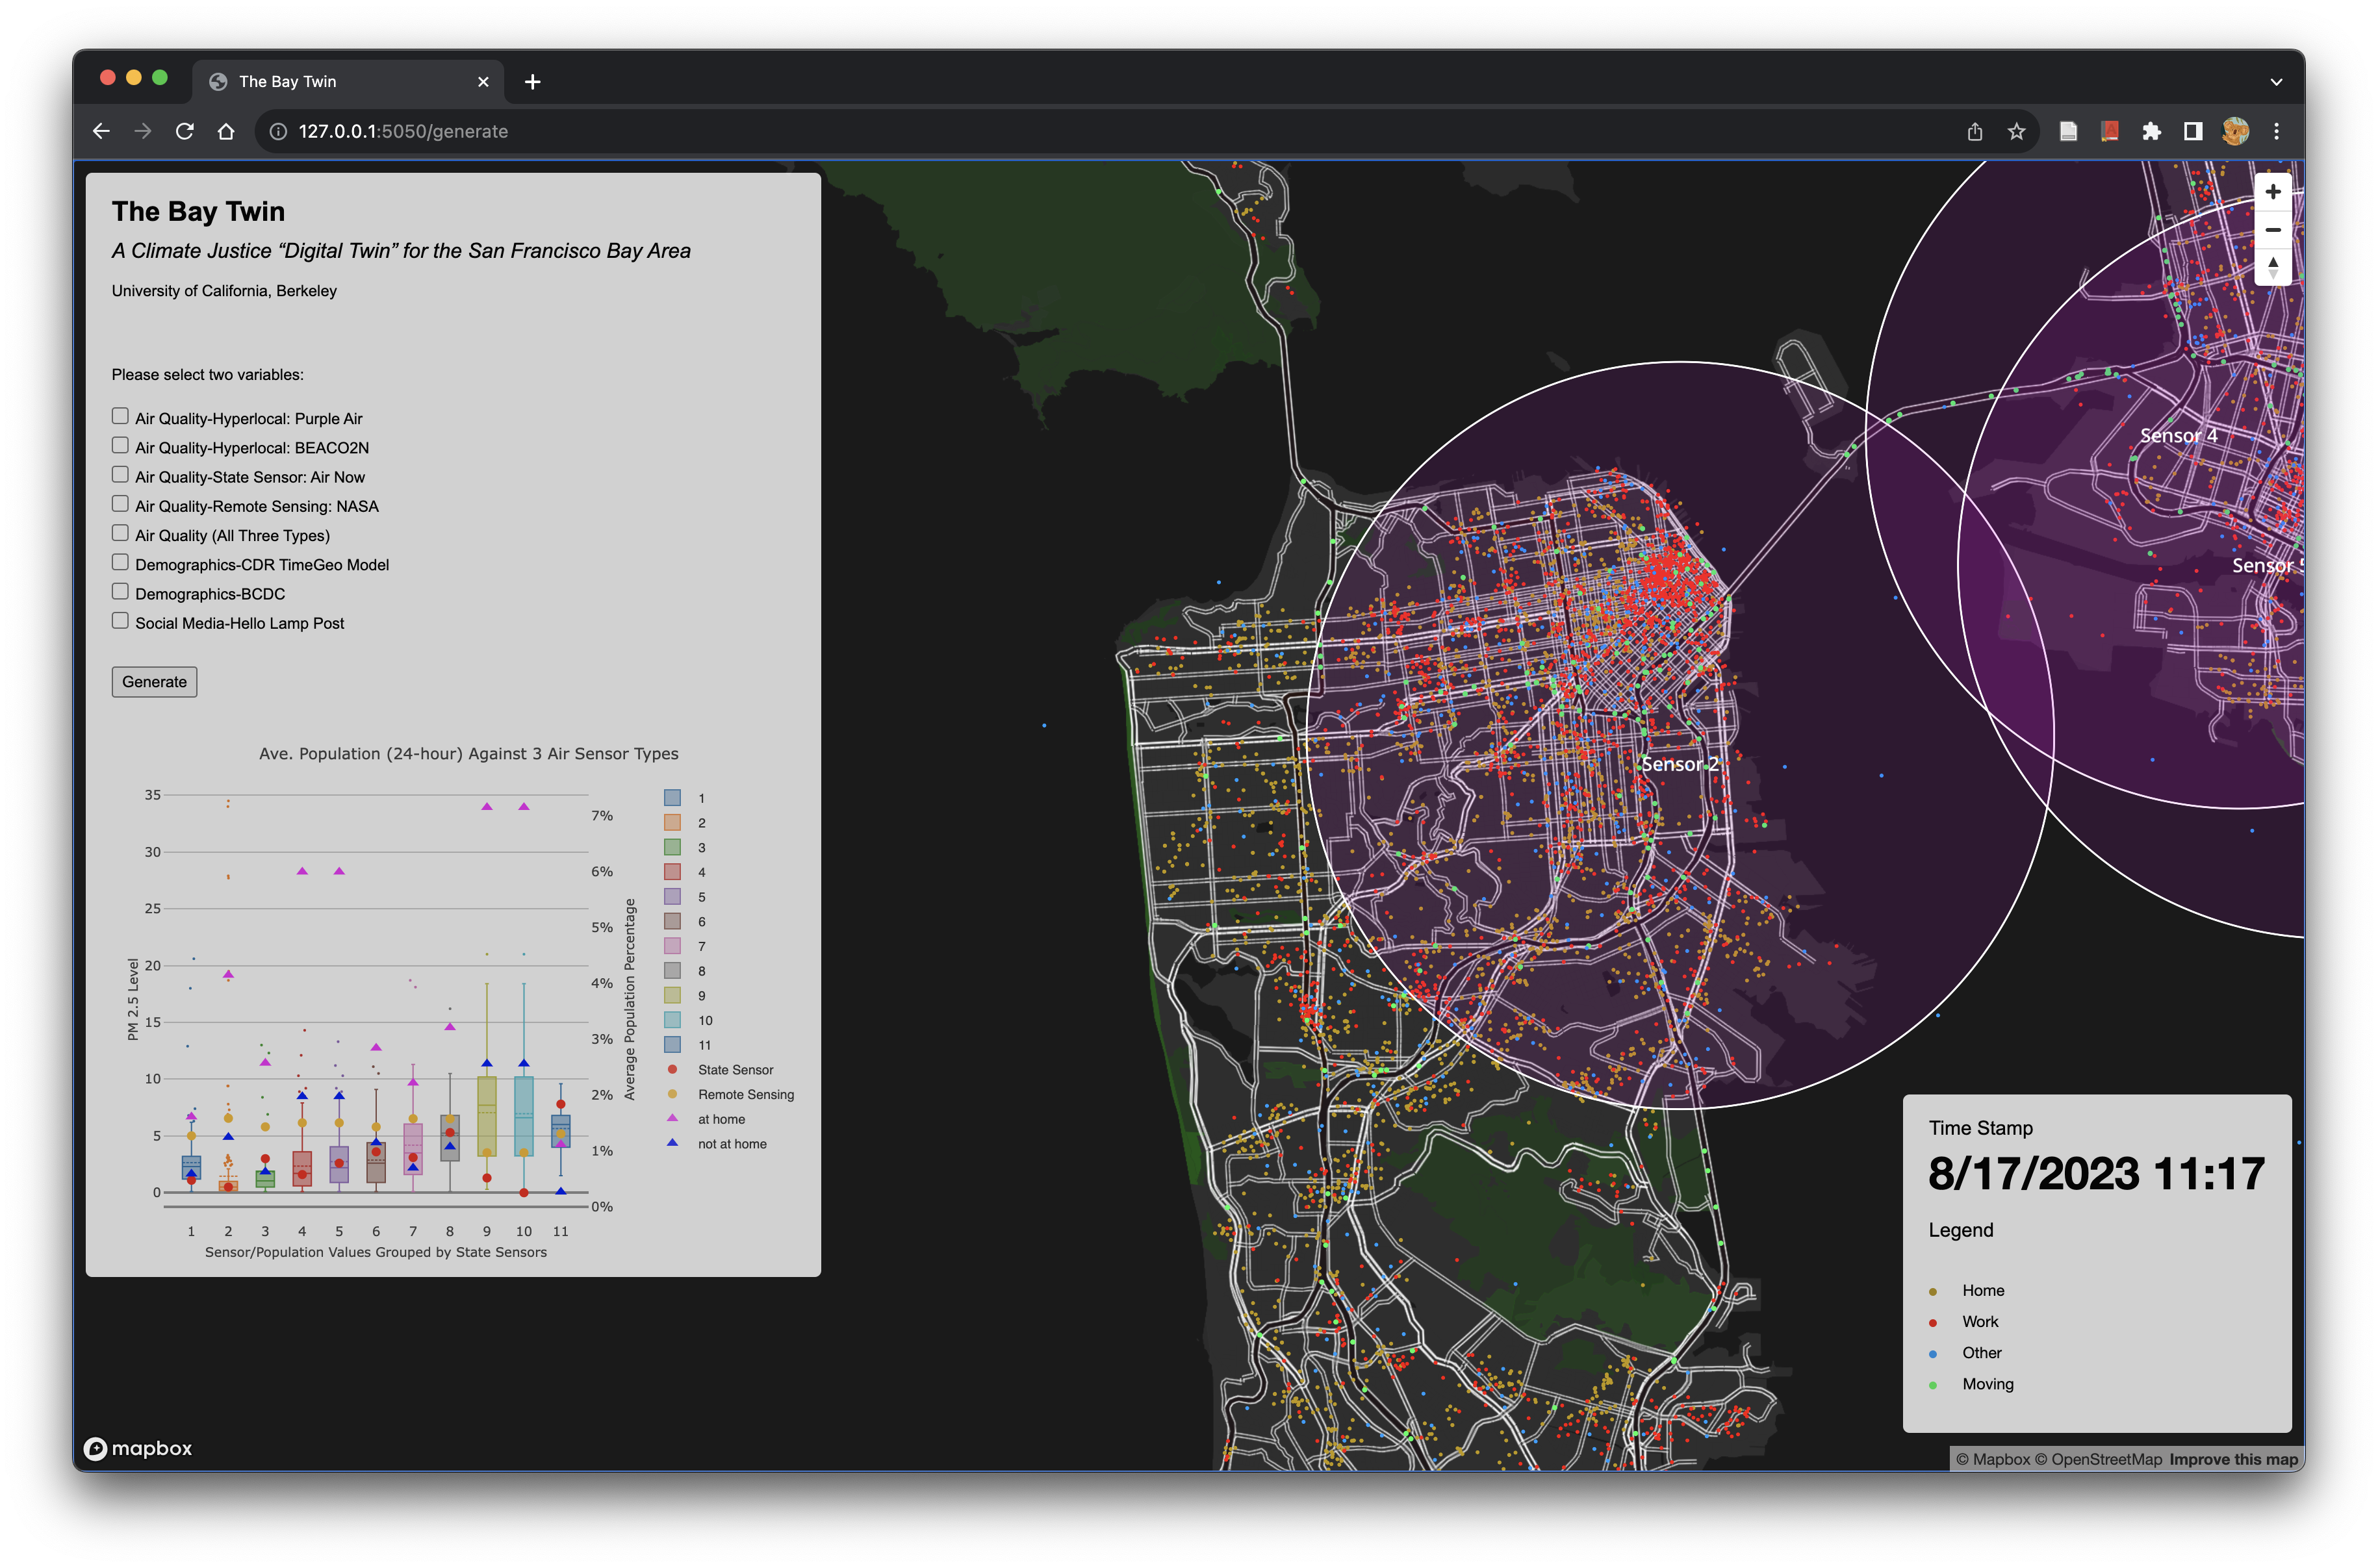 The Bay Twin
127.0.0.1:5050/generate
The Bay Twin
A Climate Justice “Digital Twin” for the San Francisco Bay Area
University of California, Berkeley
Please select two variables:
Air Quality-Hyperlocal: Purple Air
Air Quality-Hyperlocal: BEACO2N
Air Quality-State Sensor: Air Now
Air Quality-Remote Sensing: NASA
Air Quality (All Three Types)
Demographics-CDR TimeGeo Model
Demographics-BCDC
Social Media-Hello Lamp Post
Generate
Ave. Population (24-hour) Against 3 Air Sensor Types
PM 2.5 Level
35
30
25
20
15
10
5
0
7%
6%
5%
4%
3%
2%
1%
0%
Average Population Percentage
1 2 3 4 5 6 7 8 9 10 11
Sensor/Population Values Grouped by State Sensors
1
2
3
4
5
6
7
8
9
10
11
State Sensor
Remote Sensing
at home
not at home
Sensor 4
Sensor 5
Sensor 2
Time Stamp
8/17/2023 11:17
Legend
Home
Work
Other
Moving
mapbox
© Mapbox © OpenStreetMap Improve this map